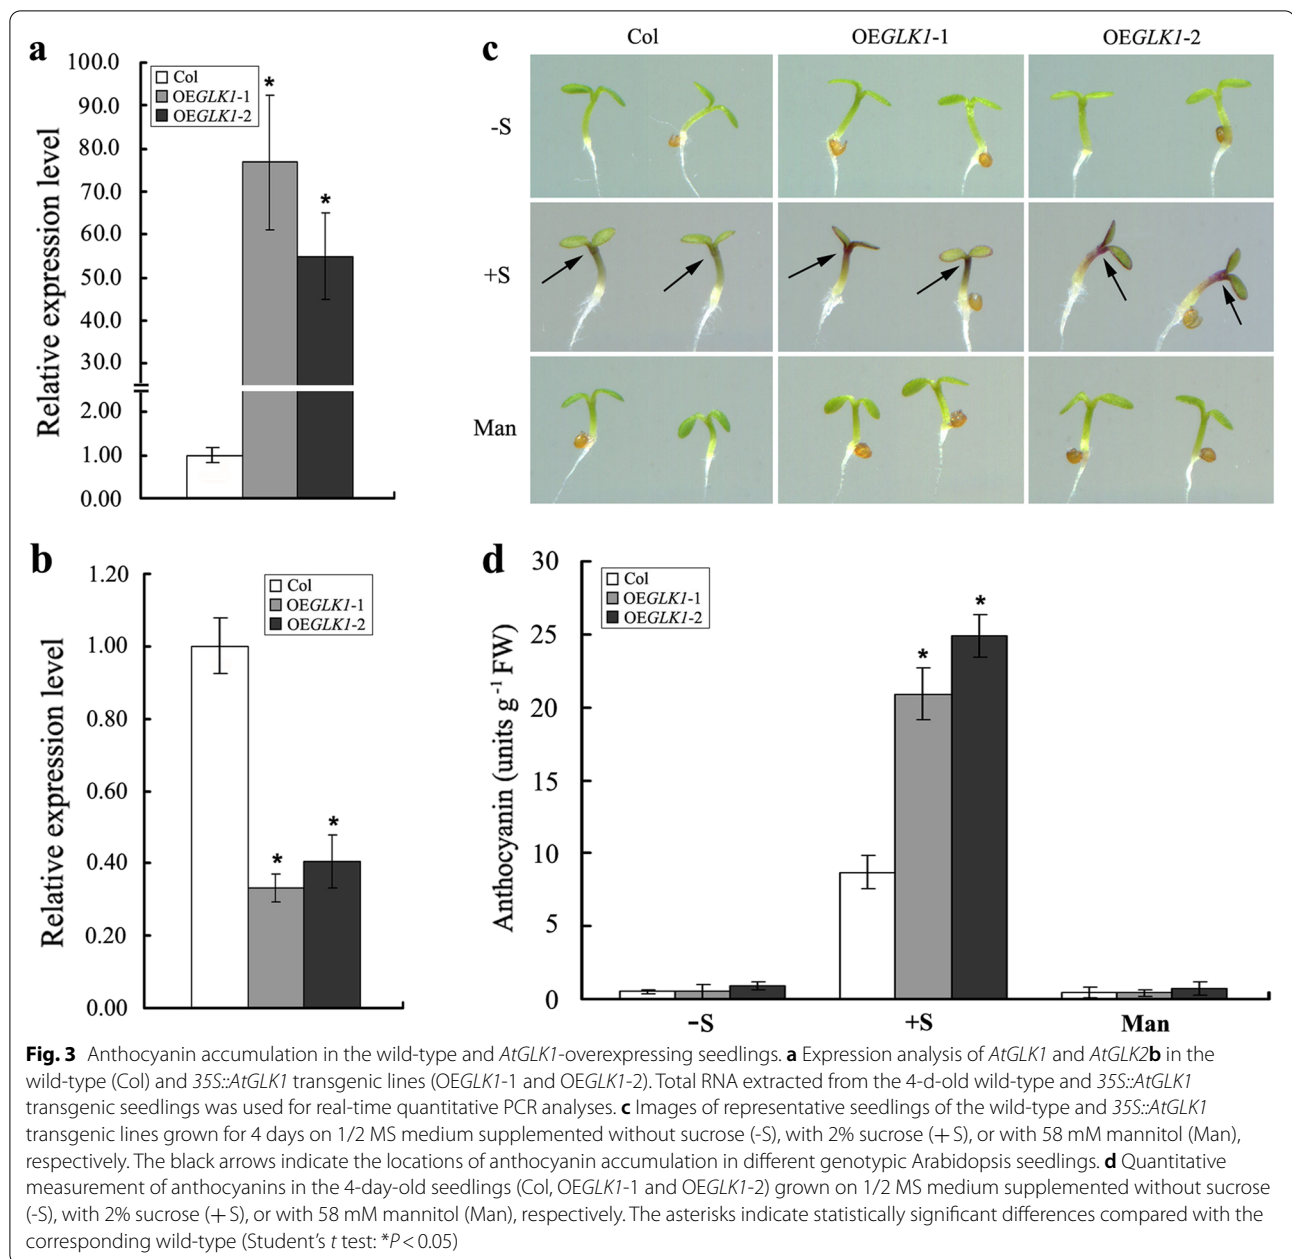 a
Relative expression level
100.0
90.0
80.0
70.0
60.0
50.0
40.0
30.0
2.00
1.00
0.00
Col
OEGLK1-1
OEGLK1-2
*
*
b
Relative expression level
1.20
1.00
0.80
0.60
0.40
0.20
0.00
Col
OEGLK1-1
OEGLK1-2
*
*
c
Col OEGLK1-1 OEGLK1-2
-S
+S
Man
d
Anthocyanin (units g⁻¹ FW)
30
25
20
15
10
5
0
Col
OEGLK1-1
OEGLK1-2
*
*
-S +S Man
Fig. 3 Anthocyanin accumulation in the wild-type and AtGLK1-overexpressing seedlings. a Expression analysis of AtGLK1 and AtGLK2b in the
wild-type (Col) and 35S::AtGLK1 transgenic lines (OEGLK1-1 and OEGLK1-2). Total RNA extracted from the 4-d-old wild-type and 35S::AtGLK1
transgenic seedlings was used for real-time quantitative PCR analyses. c Images of representative seedlings of the wild-type and 35S::AtGLK1
transgenic lines grown for 4 days on 1/2 MS medium supplemented without sucrose (-S), with 2% sucrose (+ S), or with 58 mM mannitol (Man),
respectively. The black arrows indicate the locations of anthocyanin accumulation in different genotypic Arabidopsis seedlings. d Quantitative
measurement of anthocyanins in the 4-day-old seedlings (Col, OEGLK1-1 and OEGLK1-2) grown on 1/2 MS medium supplemented without sucrose
(-S), with 2% sucrose (+ S), or with 58 mM mannitol (Man), respectively. The asterisks indicate statistically significant differences compared with the
corresponding wild-type (Student's t test: *P < 0.05)